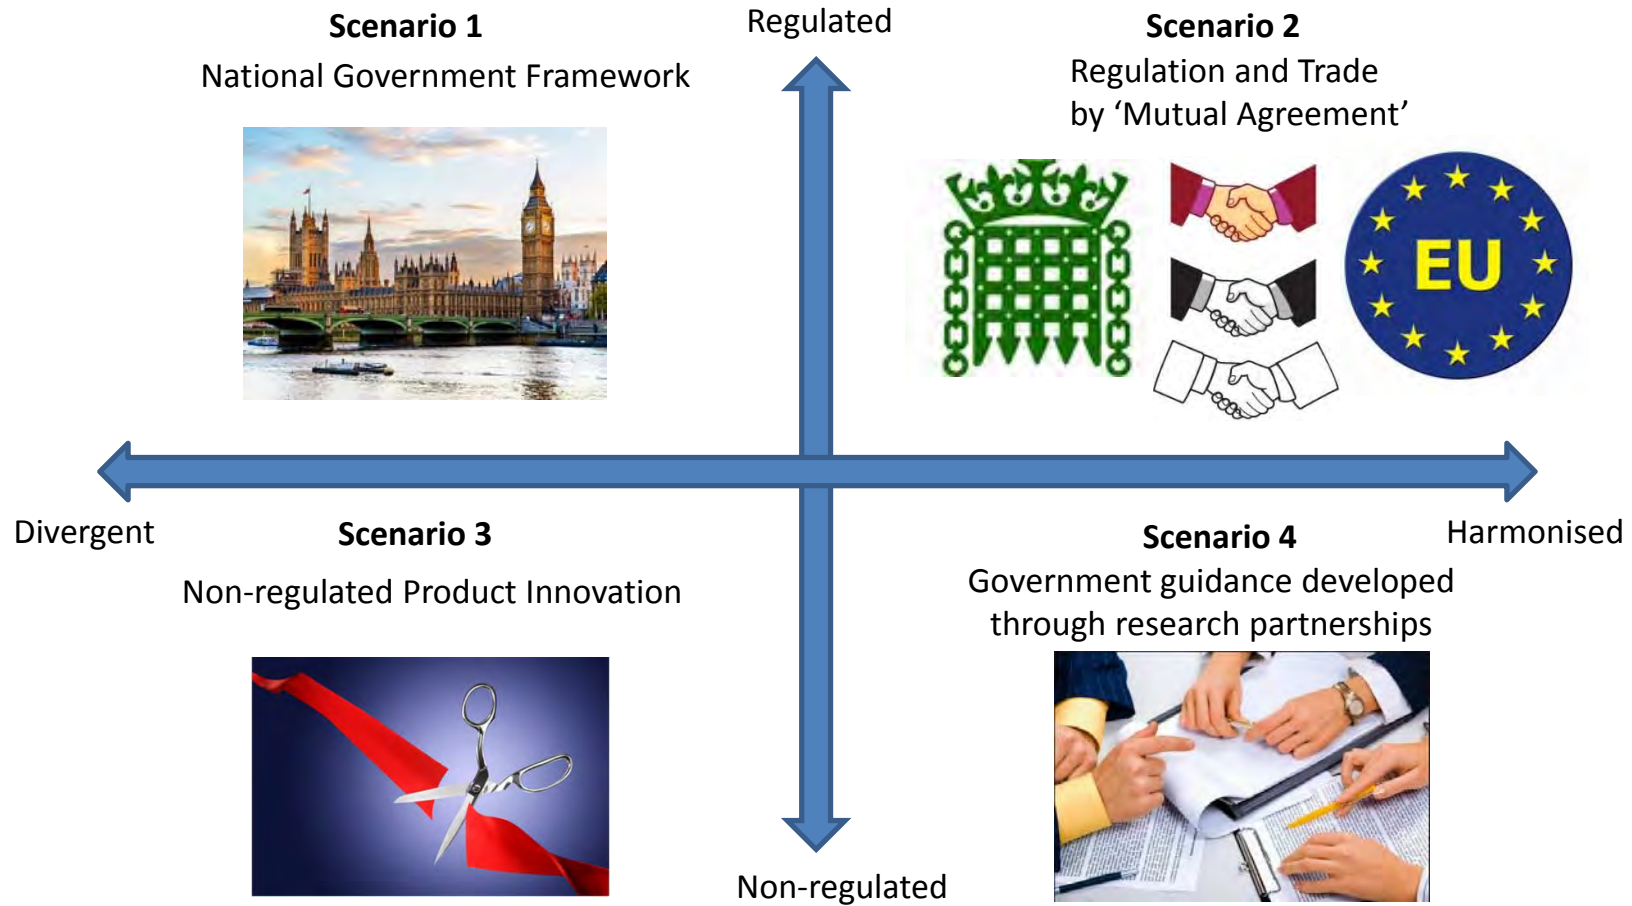 Scenario 1
National Government Framework
Regulated
Scenario 2
Regulation and Trade
by ‘Mutual Agreement’
EU
Divergent
Harmonised
Scenario 3
Non-regulated Product Innovation
Scenario 4
Government guidance developed
through research partnerships
Non-regulated